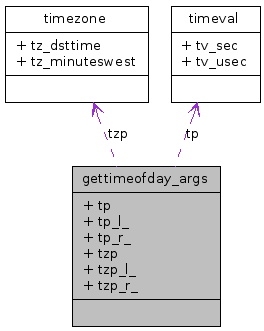 timezone
+ tz_dsttime
+ tz_minuteswest
timeval
+ tv_sec
+ tv_usec
tzp
tp
gettimeofday_args
+ tp
+ tp_l_
+ tp_r_
+ tzp
+ tzp_l_
+ tzp_r_